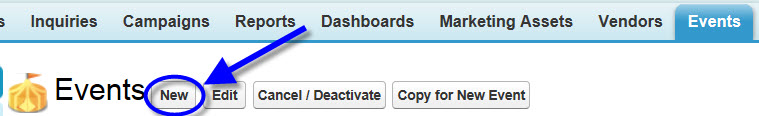 s Inquiries Campaigns Reports Dashboards Marketing Assets Vendors Events
Events New Edit Cancel / Deactivate Copy for New Event